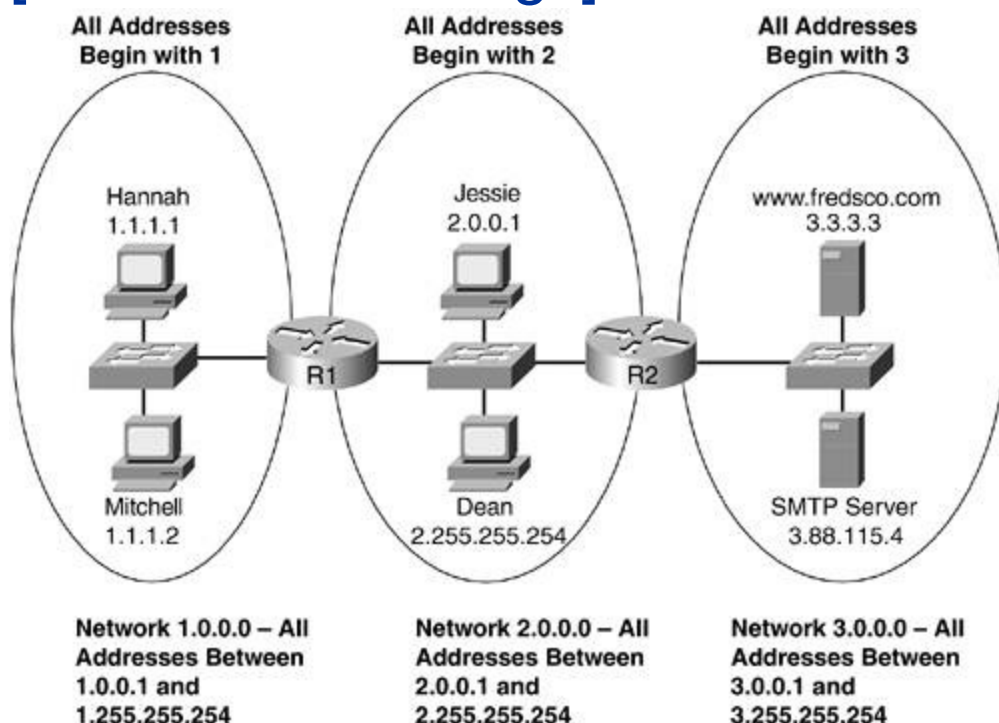 All Addresses
Begin with 1
All Addresses
Begin with 2
All Addresses
Begin with 3
Hannah
1.1.1.1
Jessie
2.0.0.1
www.fredsco.com
3.3.3.3
R1
R2
Mitchell
1.1.1.2
Dean
2.255.255.254
SMTP Server
3.88.115.4
Network 1.0.0.0 – All
Addresses Between
1.0.0.1 and
1.255.255.254
Network 2.0.0.0 – All
Addresses Between
2.0.0.1 and
2.255.255.254
Network 3.0.0.0 – All
Addresses Between
3.0.0.1 and
3.255.255.254